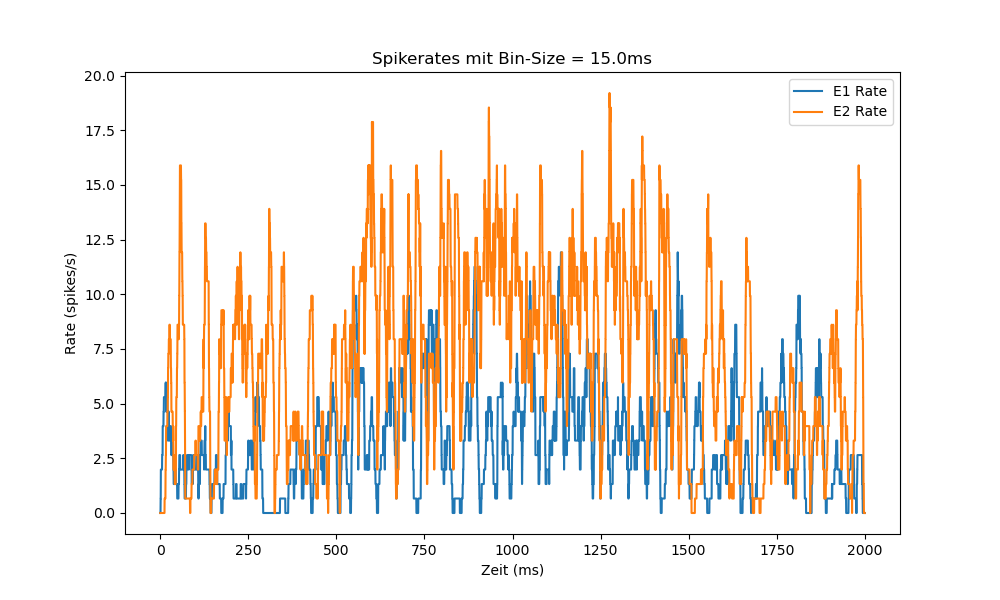 Spikerates mit Bin-Size = 15.0ms
E1 Rate
E2 Rate
Rate (spikes/s)
20.0
17.5
15.0
12.5
10.0
7.5
5.0
2.5
0.0
0 250 500 750 1000 1250 1500 1750 2000
Zeit (ms)